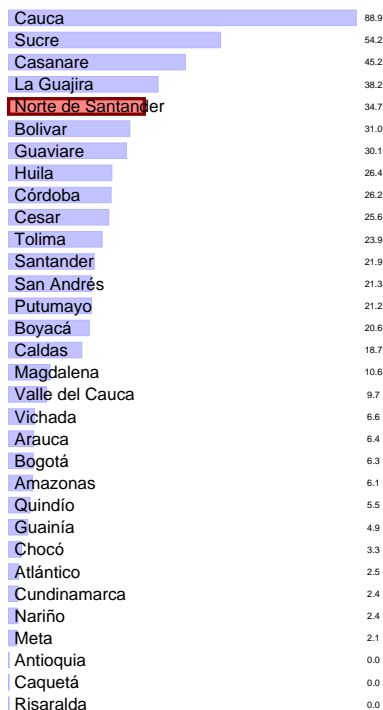 Cauca 88.9
Sucre 54.2
Casanare 45.2
La Guajira 38.2
Norte de Santander 34.7
Bolivar 31.0
Guaviare 30.1
Huila 26.4
Córdoba 26.2
Cesar 25.6
Tolima 23.9
Santander 21.9
San Andrés 21.3
Putumayo 21.2
Boyacá 20.6
Caldas 18.7
Magdalena 10.6
Valle del Cauca 9.7
Vichada 6.6
Arauca 6.4
Bogotá 6.3
Amazonas 6.1
Quindío 5.5
Guainía 4.9
Chocó 3.3
Atlántico 2.5
Cundinamarca 2.4
Nariño 2.4
Meta 2.1
Antioquia 0.0
Caquetá 0.0
Risaralda 0.0